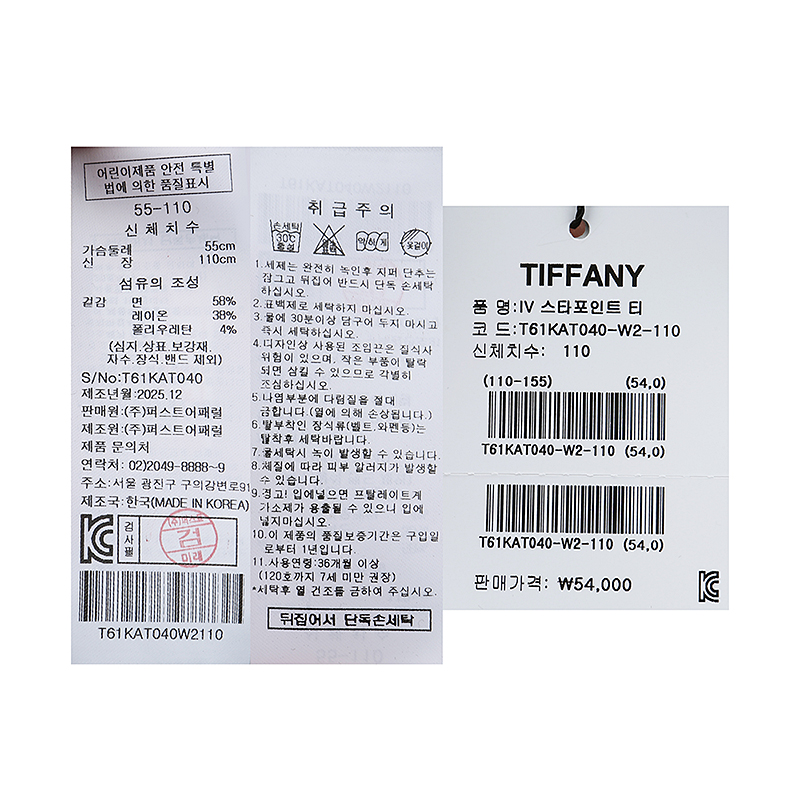 어린이제품 안전 특별
법에 의한 품질표시
55-110
신체치수
가슴둘레 55cm
신 장 110cm
섬유의 조성
겉감 면 58%
레이온 38%
폴리우레탄 4%
(심지.상표.보강재.
자수.장식.밴드 제외)
S/No:T61KAT040
제조년월:2025.12
판매원:(주)퍼스트어패럴
제조원:(주)퍼스트어패럴
제품 문의처
연락처: 02)2049-8888~9
주소:서울 광진구 구의강변로91
제조국:한국(MADE IN KOREA)
검사필
검
미래
T61KAT040W2110
취급주의
손세탁
30℃
중성
약하게
옷걸이
1.세제는 완전히 녹인후 지퍼 단추는
잠그고 뒤집어 반드시 단독 손세탁
하십시오.
2.표백제로 세탁하지 마십시오.
3.물에 30분이상 담구어 두지 마시고
즉시 세탁하십시오.
4.디자인상 사용된 조임끈은 질식사
위험이 있으며, 작은 부품이 탈락
되면 삼킬 수 있으므로 각별히
조심하십시오.
5.나염부분에 다림질을 절대
금합니다.(열에 의해 손상됩니다.)
6.탈부착인 장식류(벨트.와펜등)는
탈착후 세탁바랍니다.
7.물세탁시 녹이 발생할 수 있습니다.
8.체질에 따라 피부 알러지가 발생할
수 있습니다.
9.경고! 입에넣으면 프탈레이트계
가소제가 용출될 수 있으니 입에
넣지마십시오.
10.이 제품의 품질보증기간은 구입일
로부터 1년입니다.
11.사용연령:36개월 이상
(120호까지 7세 미만 권장)
*세탁후 열 건조를 금하여 주십시오.
뒤집어서 단독손세탁
TIFFANY
품 명:IV 스타포인트 티
코 드:T61KAT040-W2-110
신체치수: 110
(110-155) (54,0)
T61KAT040-W2-110 (54,0)
T61KAT040-W2-110 (54,0)
판매가격: ₩54,000